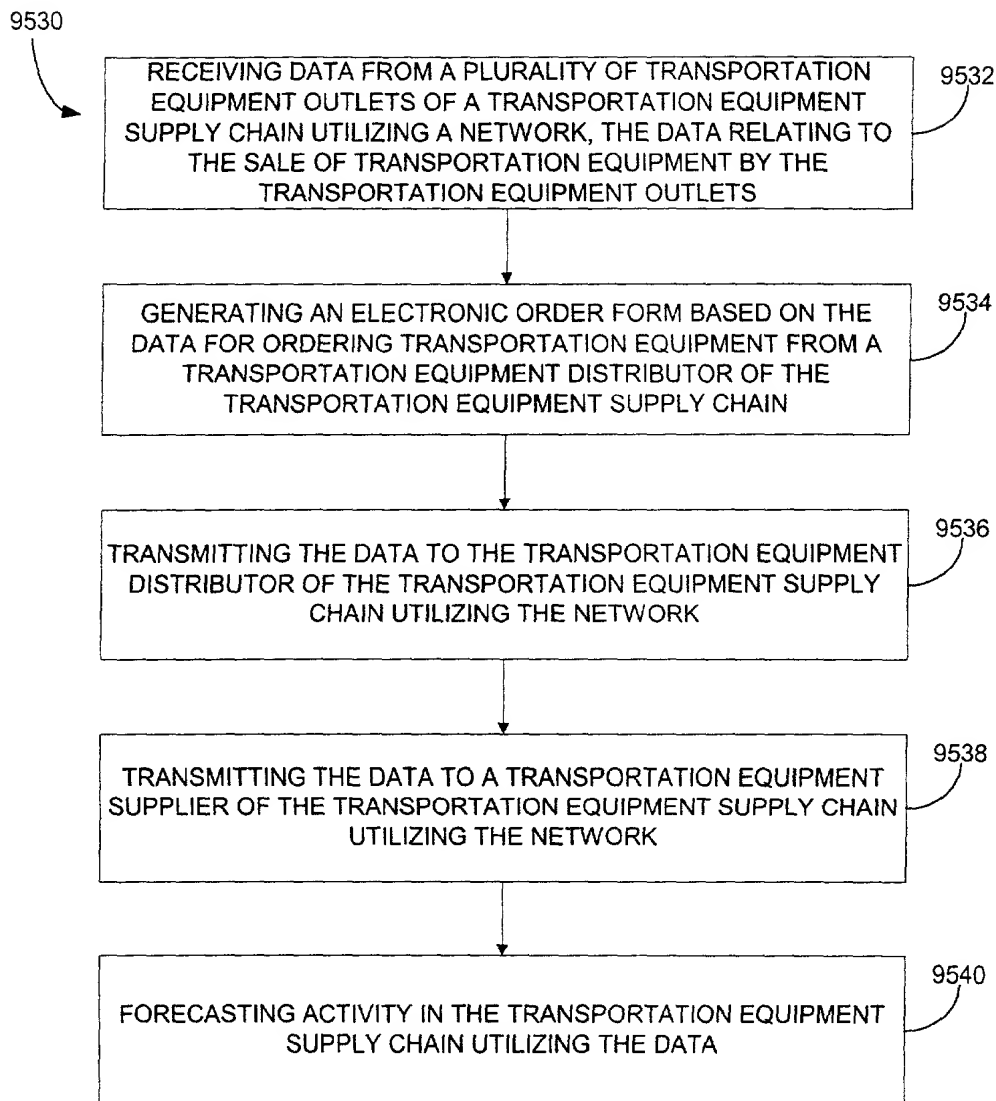 9530
RECEIVING DATA FROM A PLURALITY OF TRANSPORTATION
EQUIPMENT OUTLETS OF A TRANSPORTATION EQUIPMENT
SUPPLY CHAIN UTILIZING A NETWORK, THE DATA RELATING TO
THE SALE OF TRANSPORTATION EQUIPMENT BY THE
TRANSPORTATION EQUIPMENT OUTLETS
9532
GENERATING AN ELECTRONIC ORDER FORM BASED ON THE
DATA FOR ORDERING TRANSPORTATION EQUIPMENT FROM A
TRANSPORTATION EQUIPMENT DISTRIBUTOR OF THE
TRANSPORTATION EQUIPMENT SUPPLY CHAIN
9534
TRANSMITTING THE DATA TO THE TRANSPORTATION EQUIPMENT
DISTRIBUTOR OF THE TRANSPORTATION EQUIPMENT SUPPLY
CHAIN UTILIZING THE NETWORK
9536
TRANSMITTING THE DATA TO A TRANSPORTATION EQUIPMENT
SUPPLIER OF THE TRANSPORTATION EQUIPMENT SUPPLY CHAIN
UTILIZING THE NETWORK
9538
FORECASTING ACTIVITY IN THE TRANSPORTATION EQUIPMENT
SUPPLY CHAIN UTILIZING THE DATA
9540